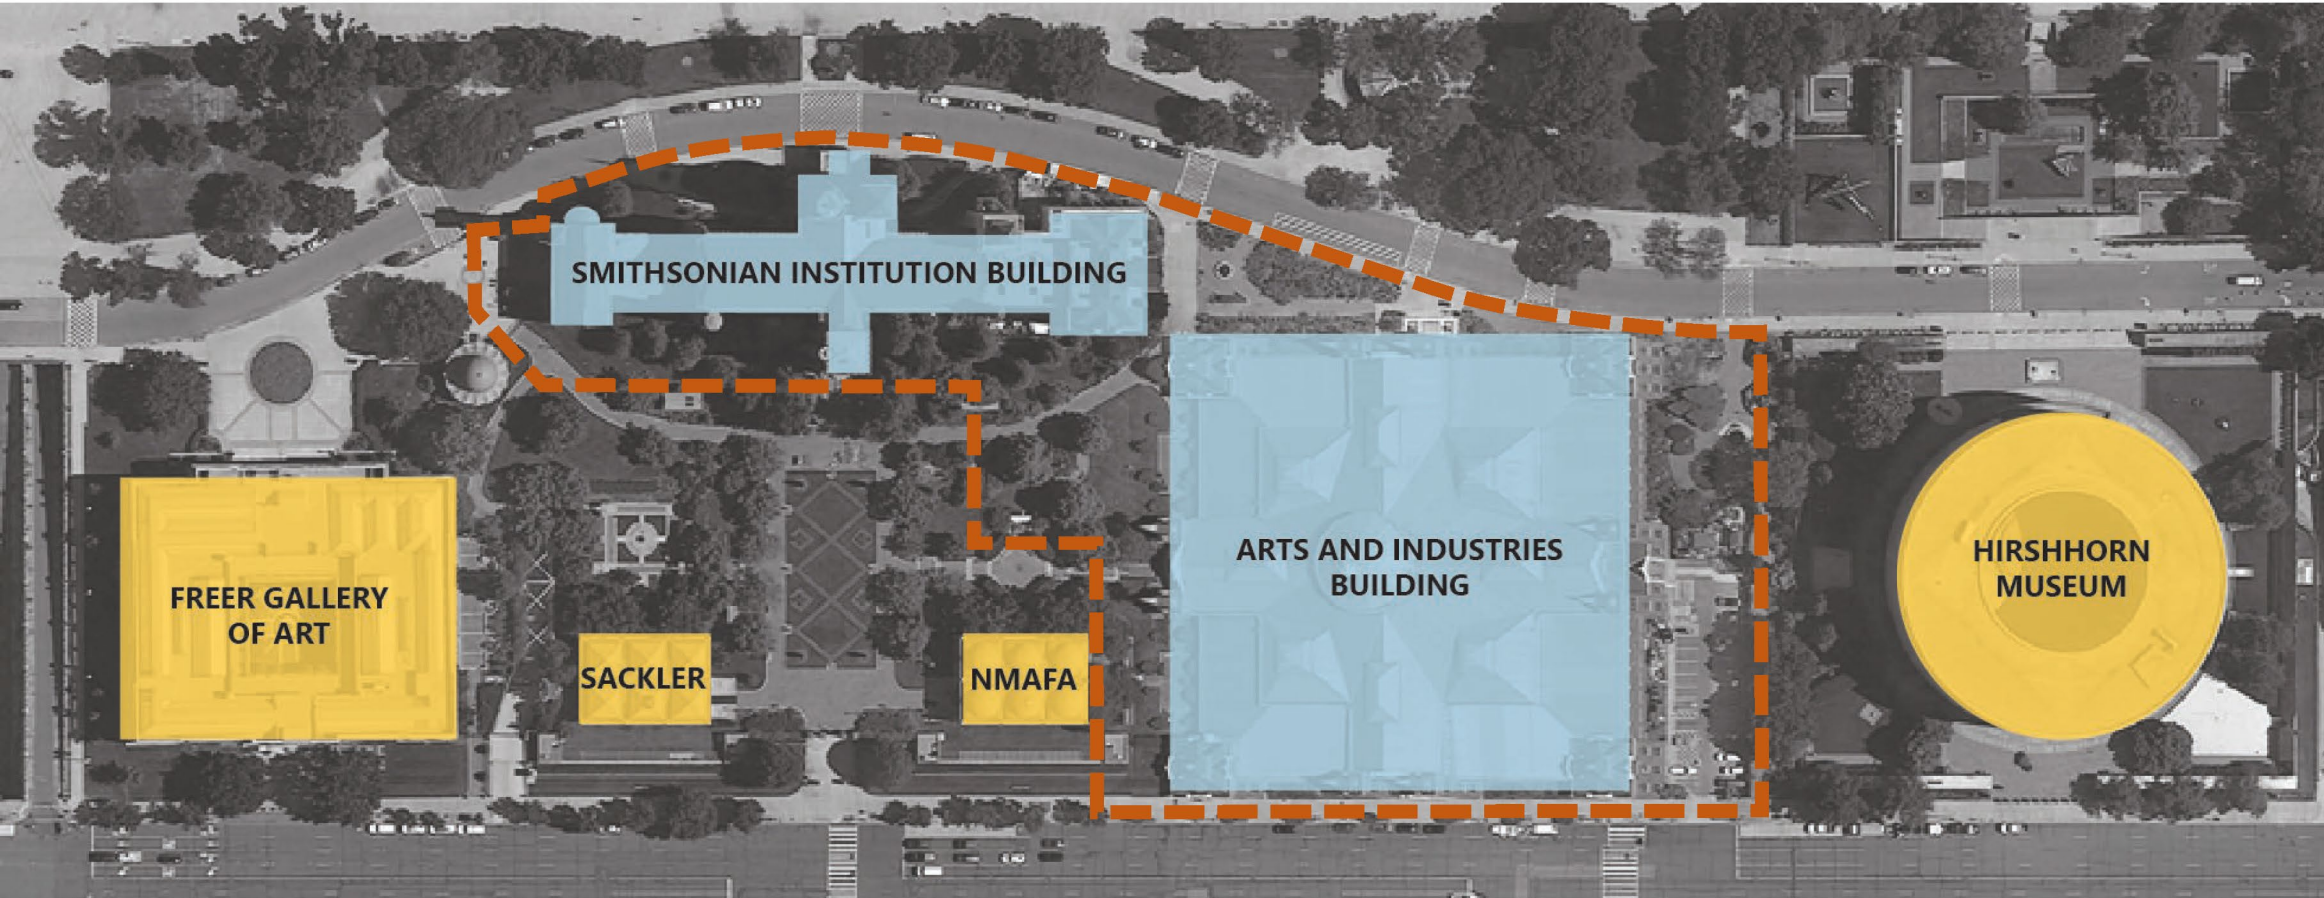 SMITHSONIAN INSTITUTION BUILDING
ARTS AND INDUSTRIES
BUILDING
HIRSHHORN
MUSEUM
FREER GALLERY
OF ART
SACKLER
NMAFA